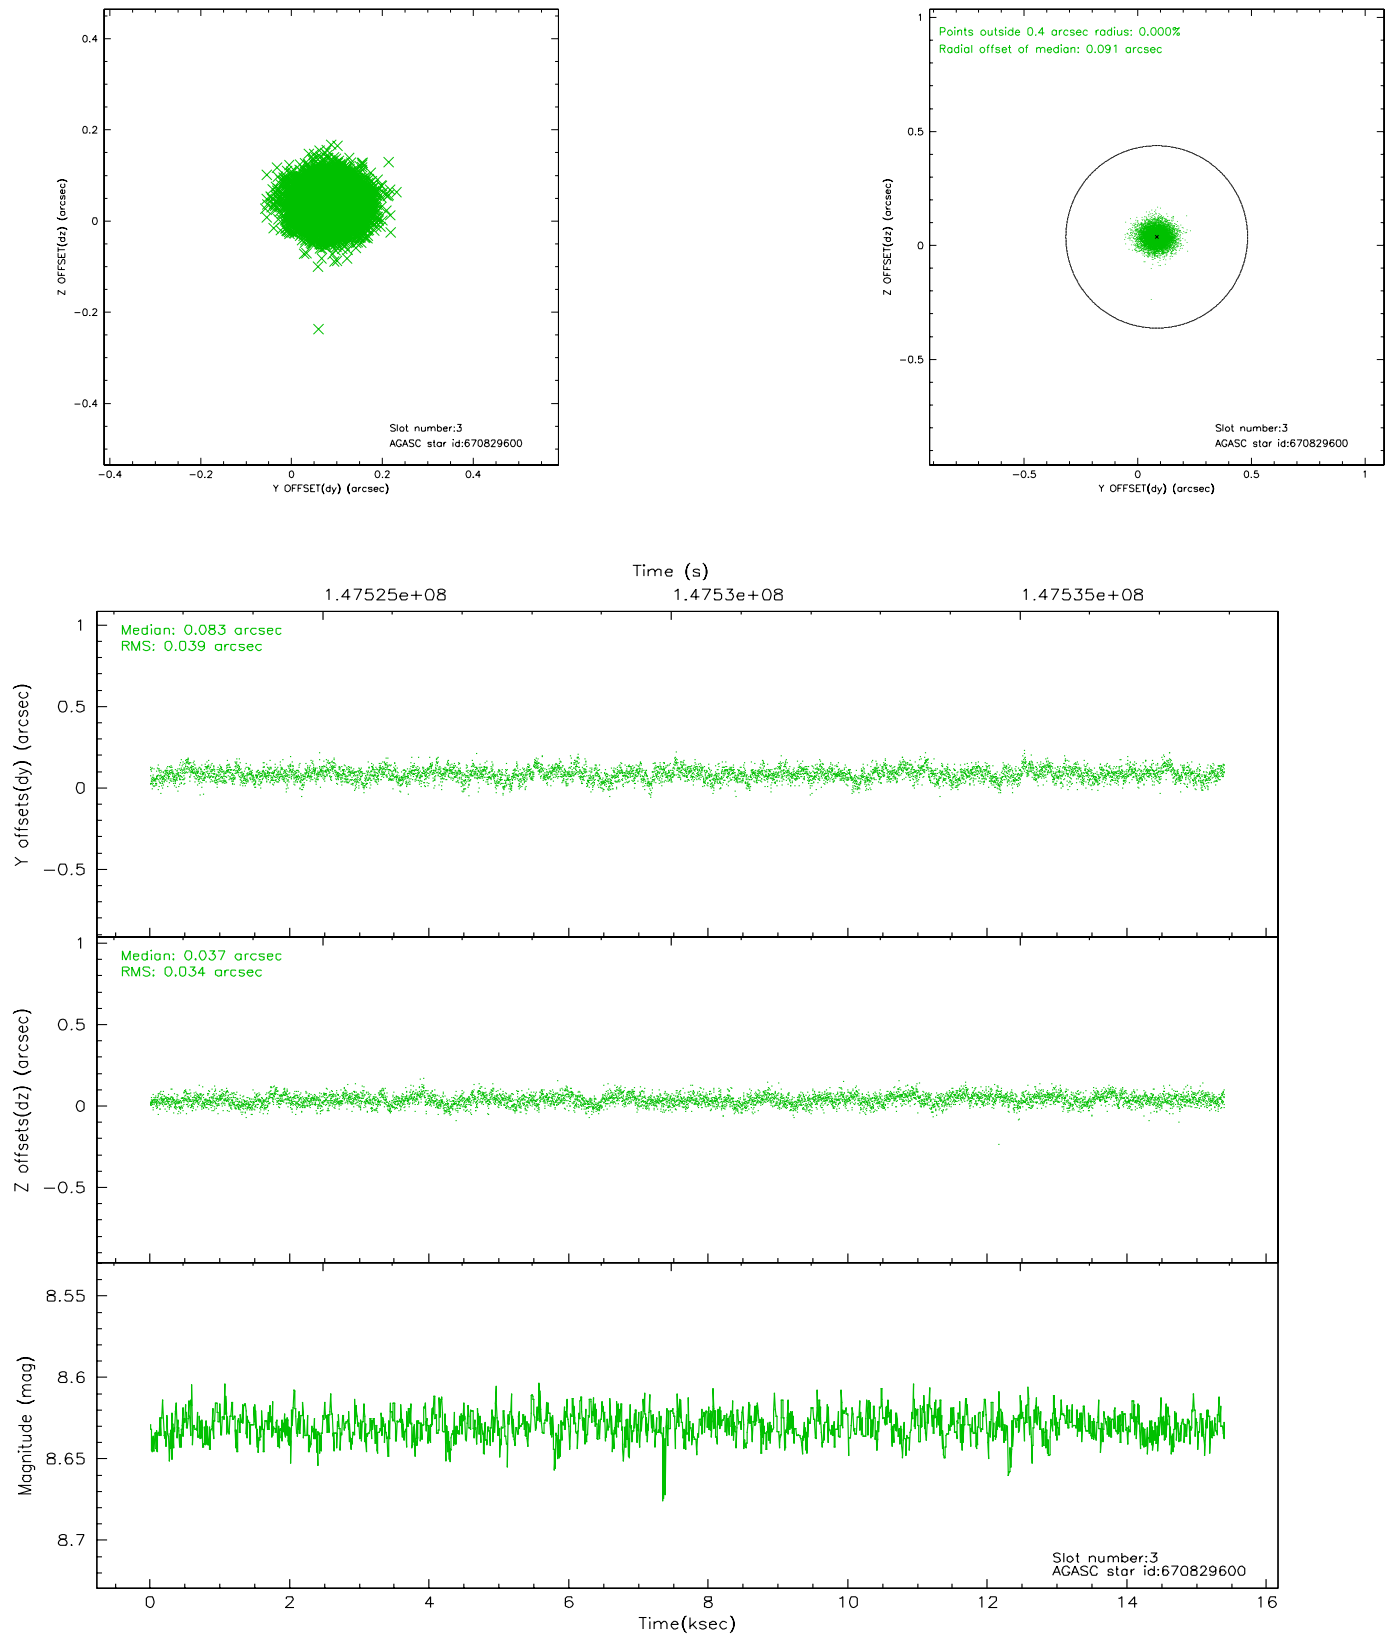 0.4
0.2
0
−0.2
−0.4
Z OFFSET(dz) (arcsec)
Slot number:3
AGASC star id:670829600
−0.4 −0.2 0 0.2 0.4
Y OFFSET(dy) (arcsec)
Points outside 0.4 arcsec radius: 0.000%
Radial offset of median: 0.091 arcsec
1
0.5
0
−0.5
Z OFFSET(dz) (arcsec)
Slot number:3
AGASC star id:670829600
−0.5 0 0.5 1
Y OFFSET(dy) (arcsec)
Time (s)
1.47525e+08 1.4753e+08 1.47535e+08
Median: 0.083 arcsec
RMS: 0.039 arcsec
1
0.5
0
−0.5
Y offsets(dy) (arcsec)
Median: 0.037 arcsec
RMS: 0.034 arcsec
1
0.5
0
−0.5
Z offsets(dz) (arcsec)
8.55
8.6
8.65
8.7
Magnitude (mag)
Slot number:3
AGASC star id:670829600
0 2 4 6 8 10 12 14 16
Time(ksec)